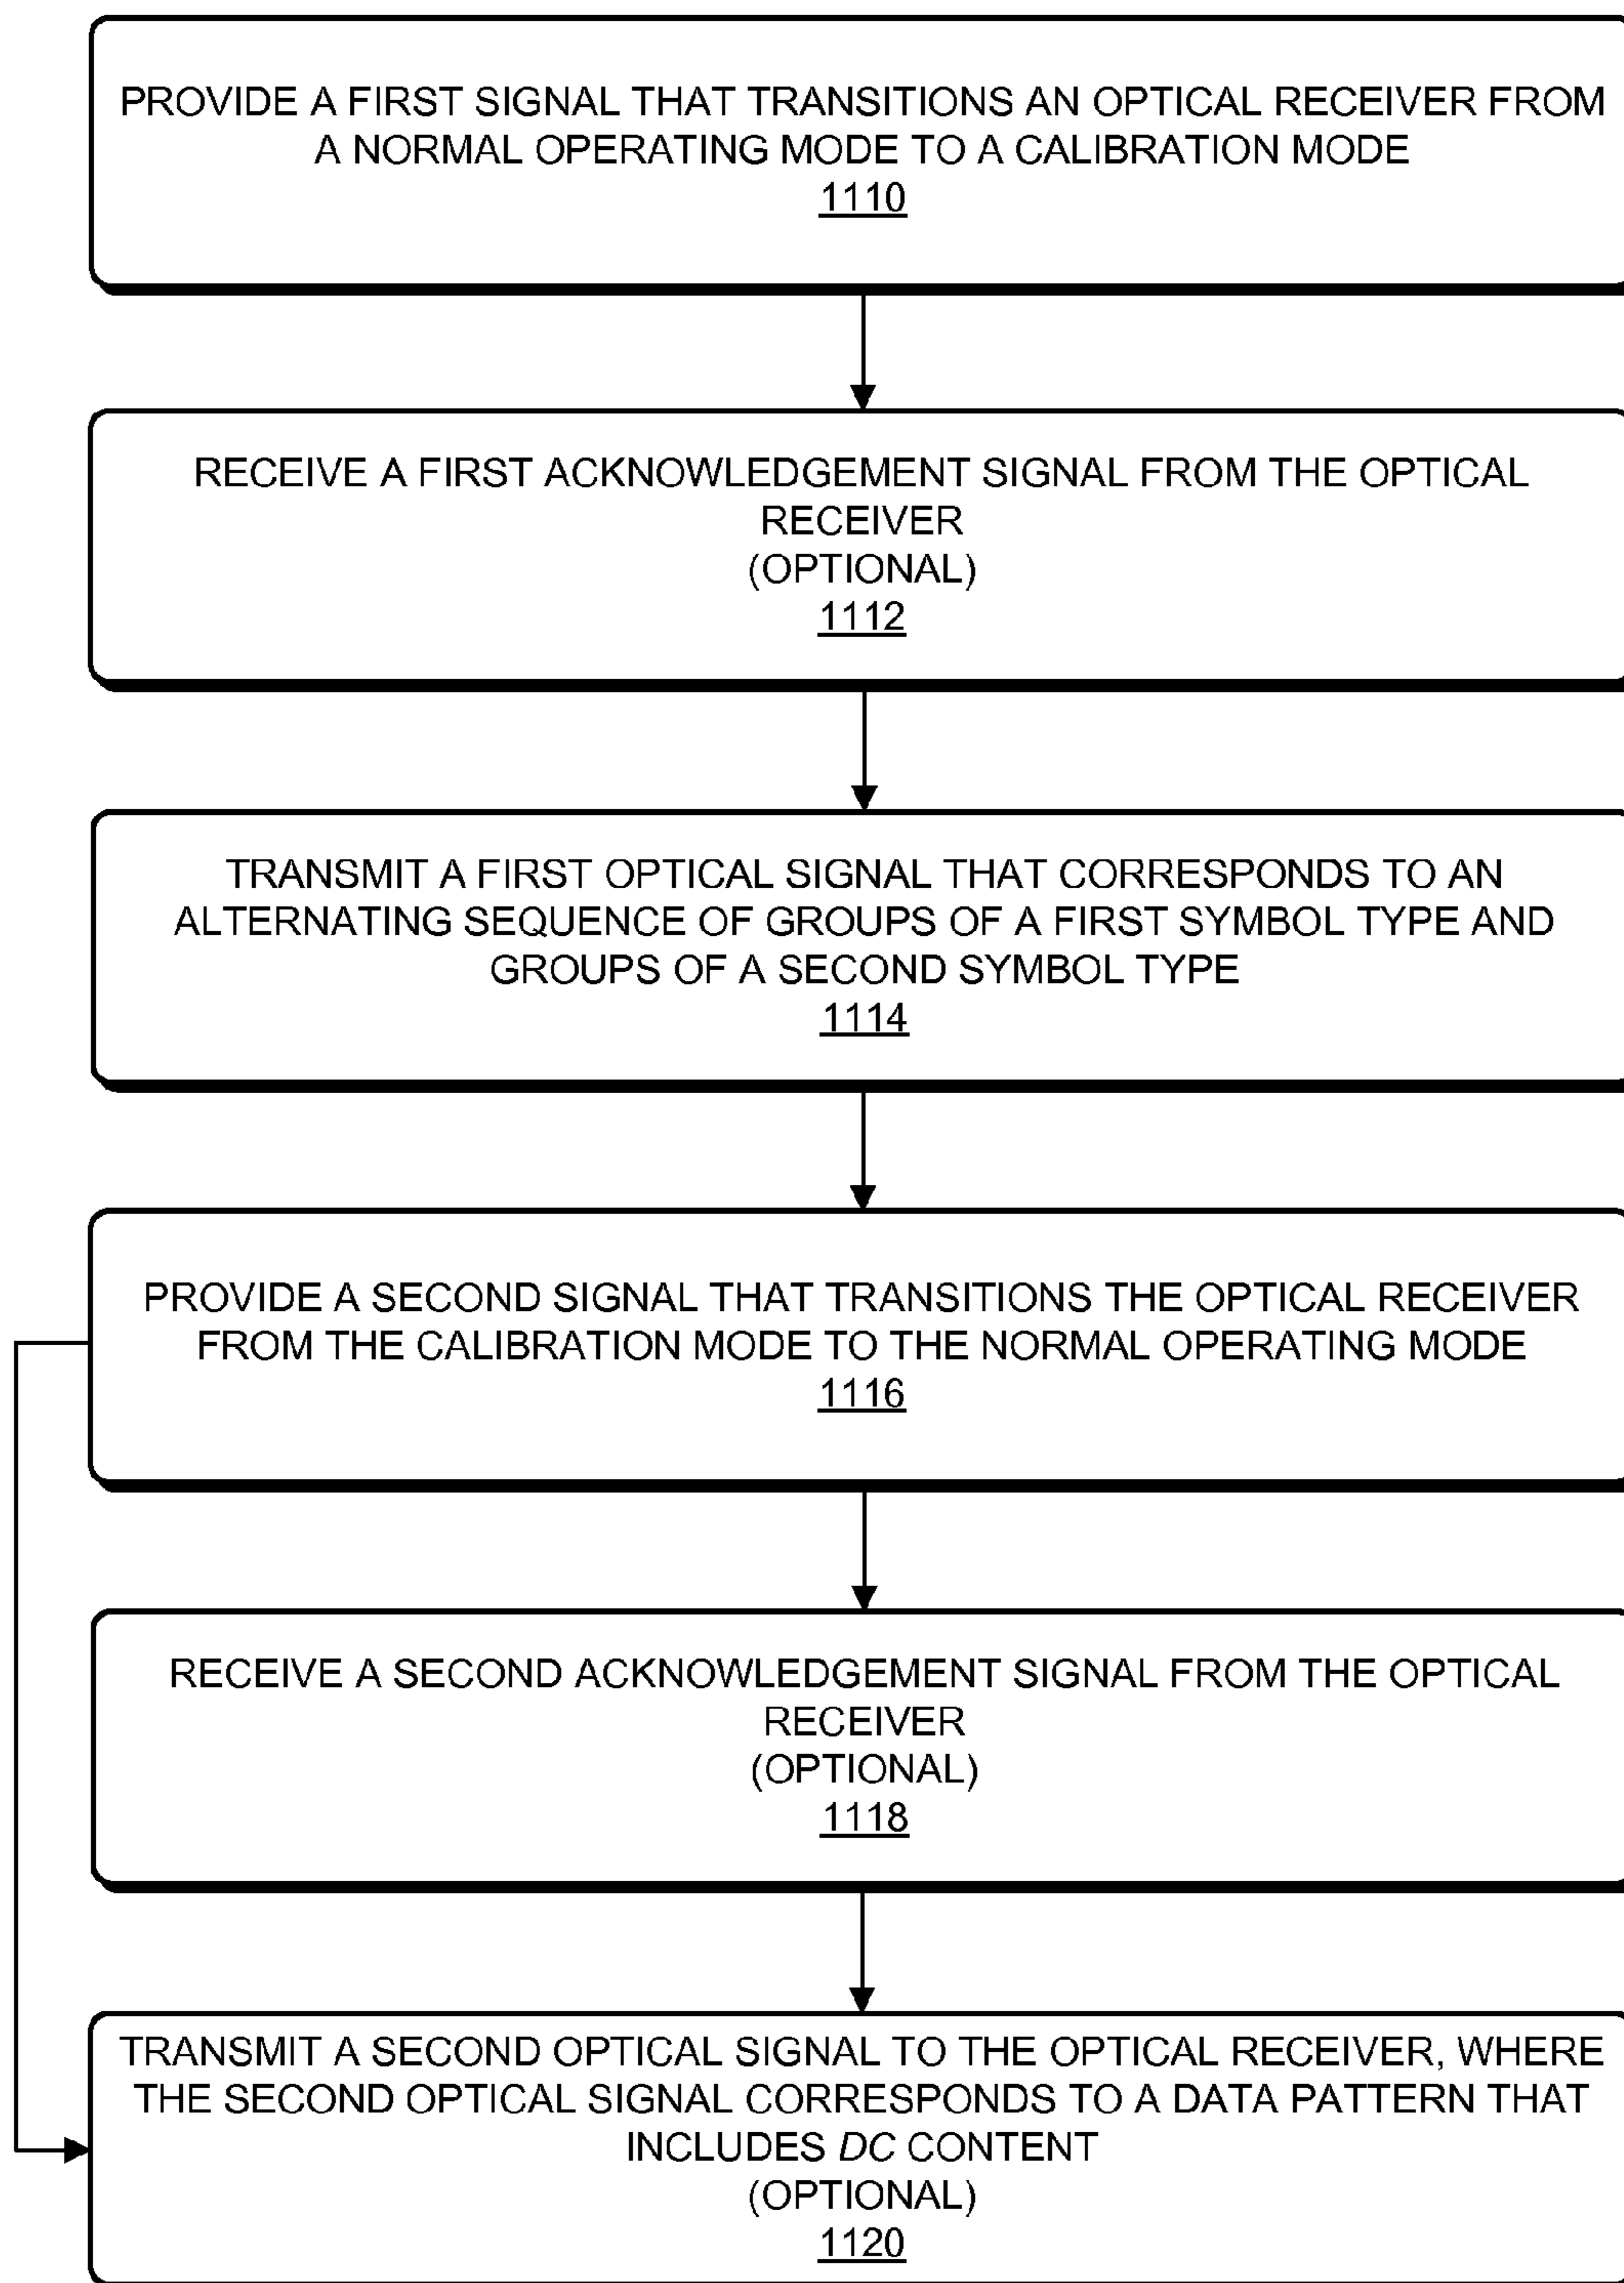 PROVIDE A FIRST SIGNAL THAT TRANSITIONS AN OPTICAL RECEIVER FROM
A NORMAL OPERATING MODE TO A CALIBRATION MODE
1110
RECEIVE A FIRST ACKNOWLEDGEMENT SIGNAL FROM THE OPTICAL
RECEIVER
(OPTIONAL)
1112
TRANSMIT A FIRST OPTICAL SIGNAL THAT CORRESPONDS TO AN
ALTERNATING SEQUENCE OF GROUPS OF A FIRST SYMBOL TYPE AND
GROUPS OF A SECOND SYMBOL TYPE
1114
PROVIDE A SECOND SIGNAL THAT TRANSITIONS THE OPTICAL RECEIVER
FROM THE CALIBRATION MODE TO THE NORMAL OPERATING MODE
1116
RECEIVE A SECOND ACKNOWLEDGEMENT SIGNAL FROM THE OPTICAL
RECEIVER
(OPTIONAL)
1118
TRANSMIT A SECOND OPTICAL SIGNAL TO THE OPTICAL RECEIVER, WHERE
THE SECOND OPTICAL SIGNAL CORRESPONDS TO A DATA PATTERN THAT
INCLUDES DC CONTENT
(OPTIONAL)
1120